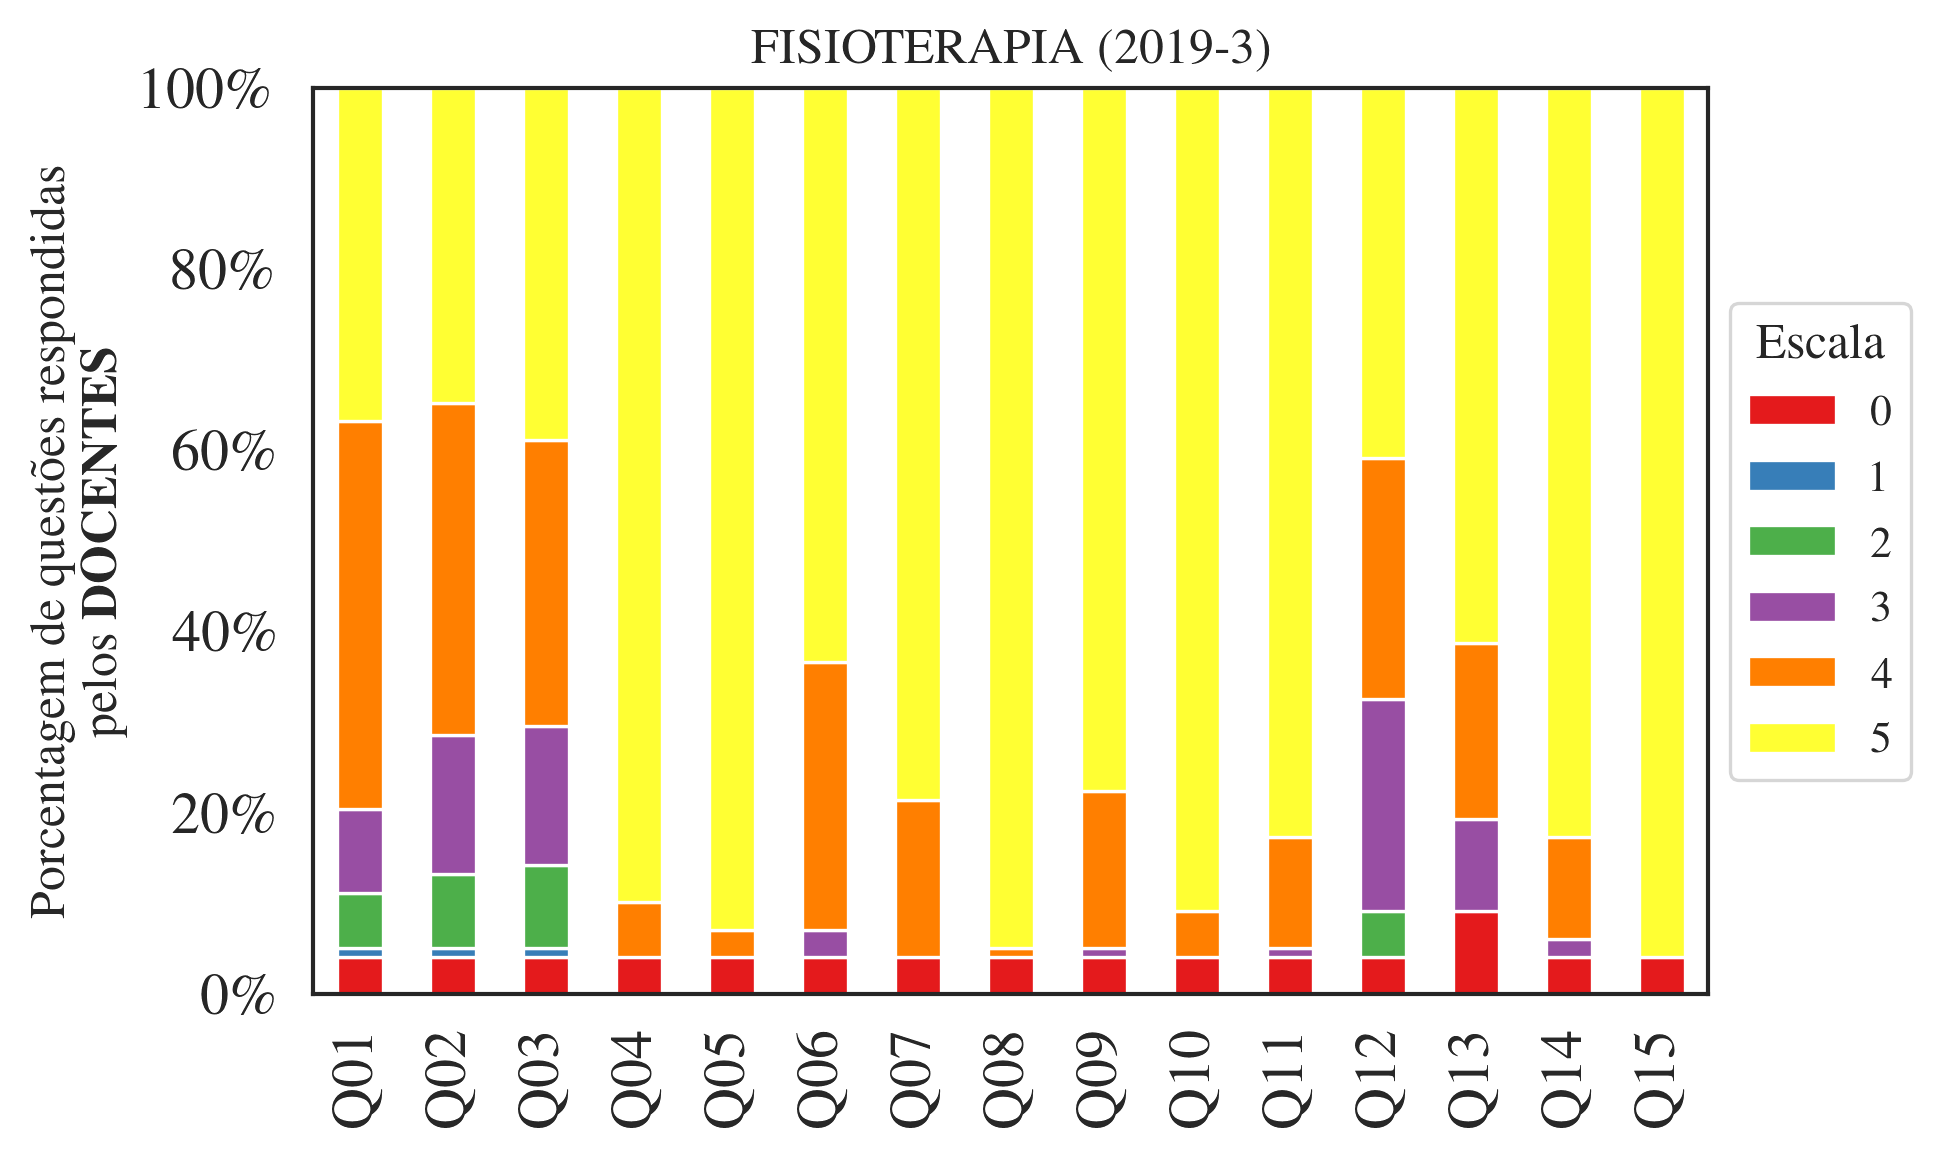 FISIOTERAPIA (2019-3)
100%
80%
60%
40%
20%
0%
Porcentagem de questões respondidas
pelos DOCENTES
Q01
Q02
Q03
Q04
Q05
Q06
Q07
Q08
Q09
Q10
Q11
Q12
Q13
Q14
Q15
Escala
0
1
2
3
4
5